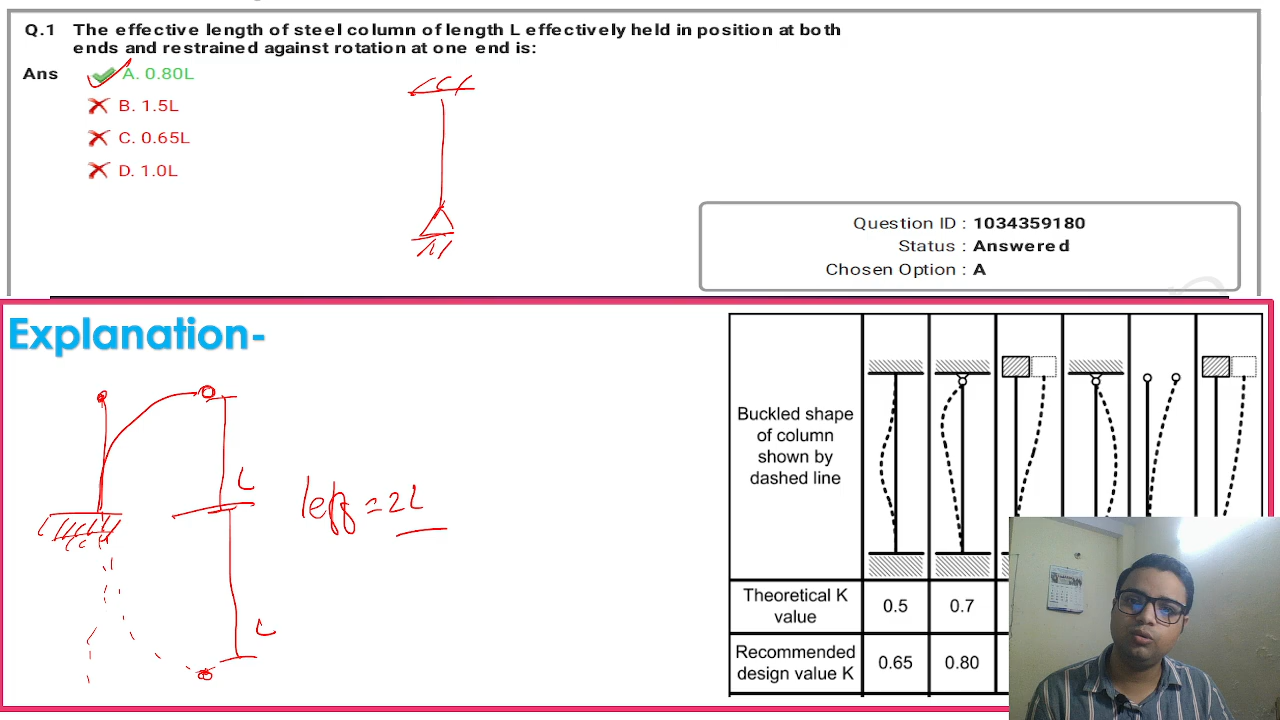 Q.1 The effective length of steel column of length L effectively held in position at both
ends and restrained against rotation at one end is:
Ans A. 0.80L
B. 1.5L
C. 0.65L
D. 1.0L
Question ID : 1034359180
Status : Answered
Chosen Option : A
Explanation-
L
leff = 2L
L
Buckled shape
of column
shown by
dashed line
Theoretical K
value
0.5 0.7
Recommended
design value K
0.65 0.80